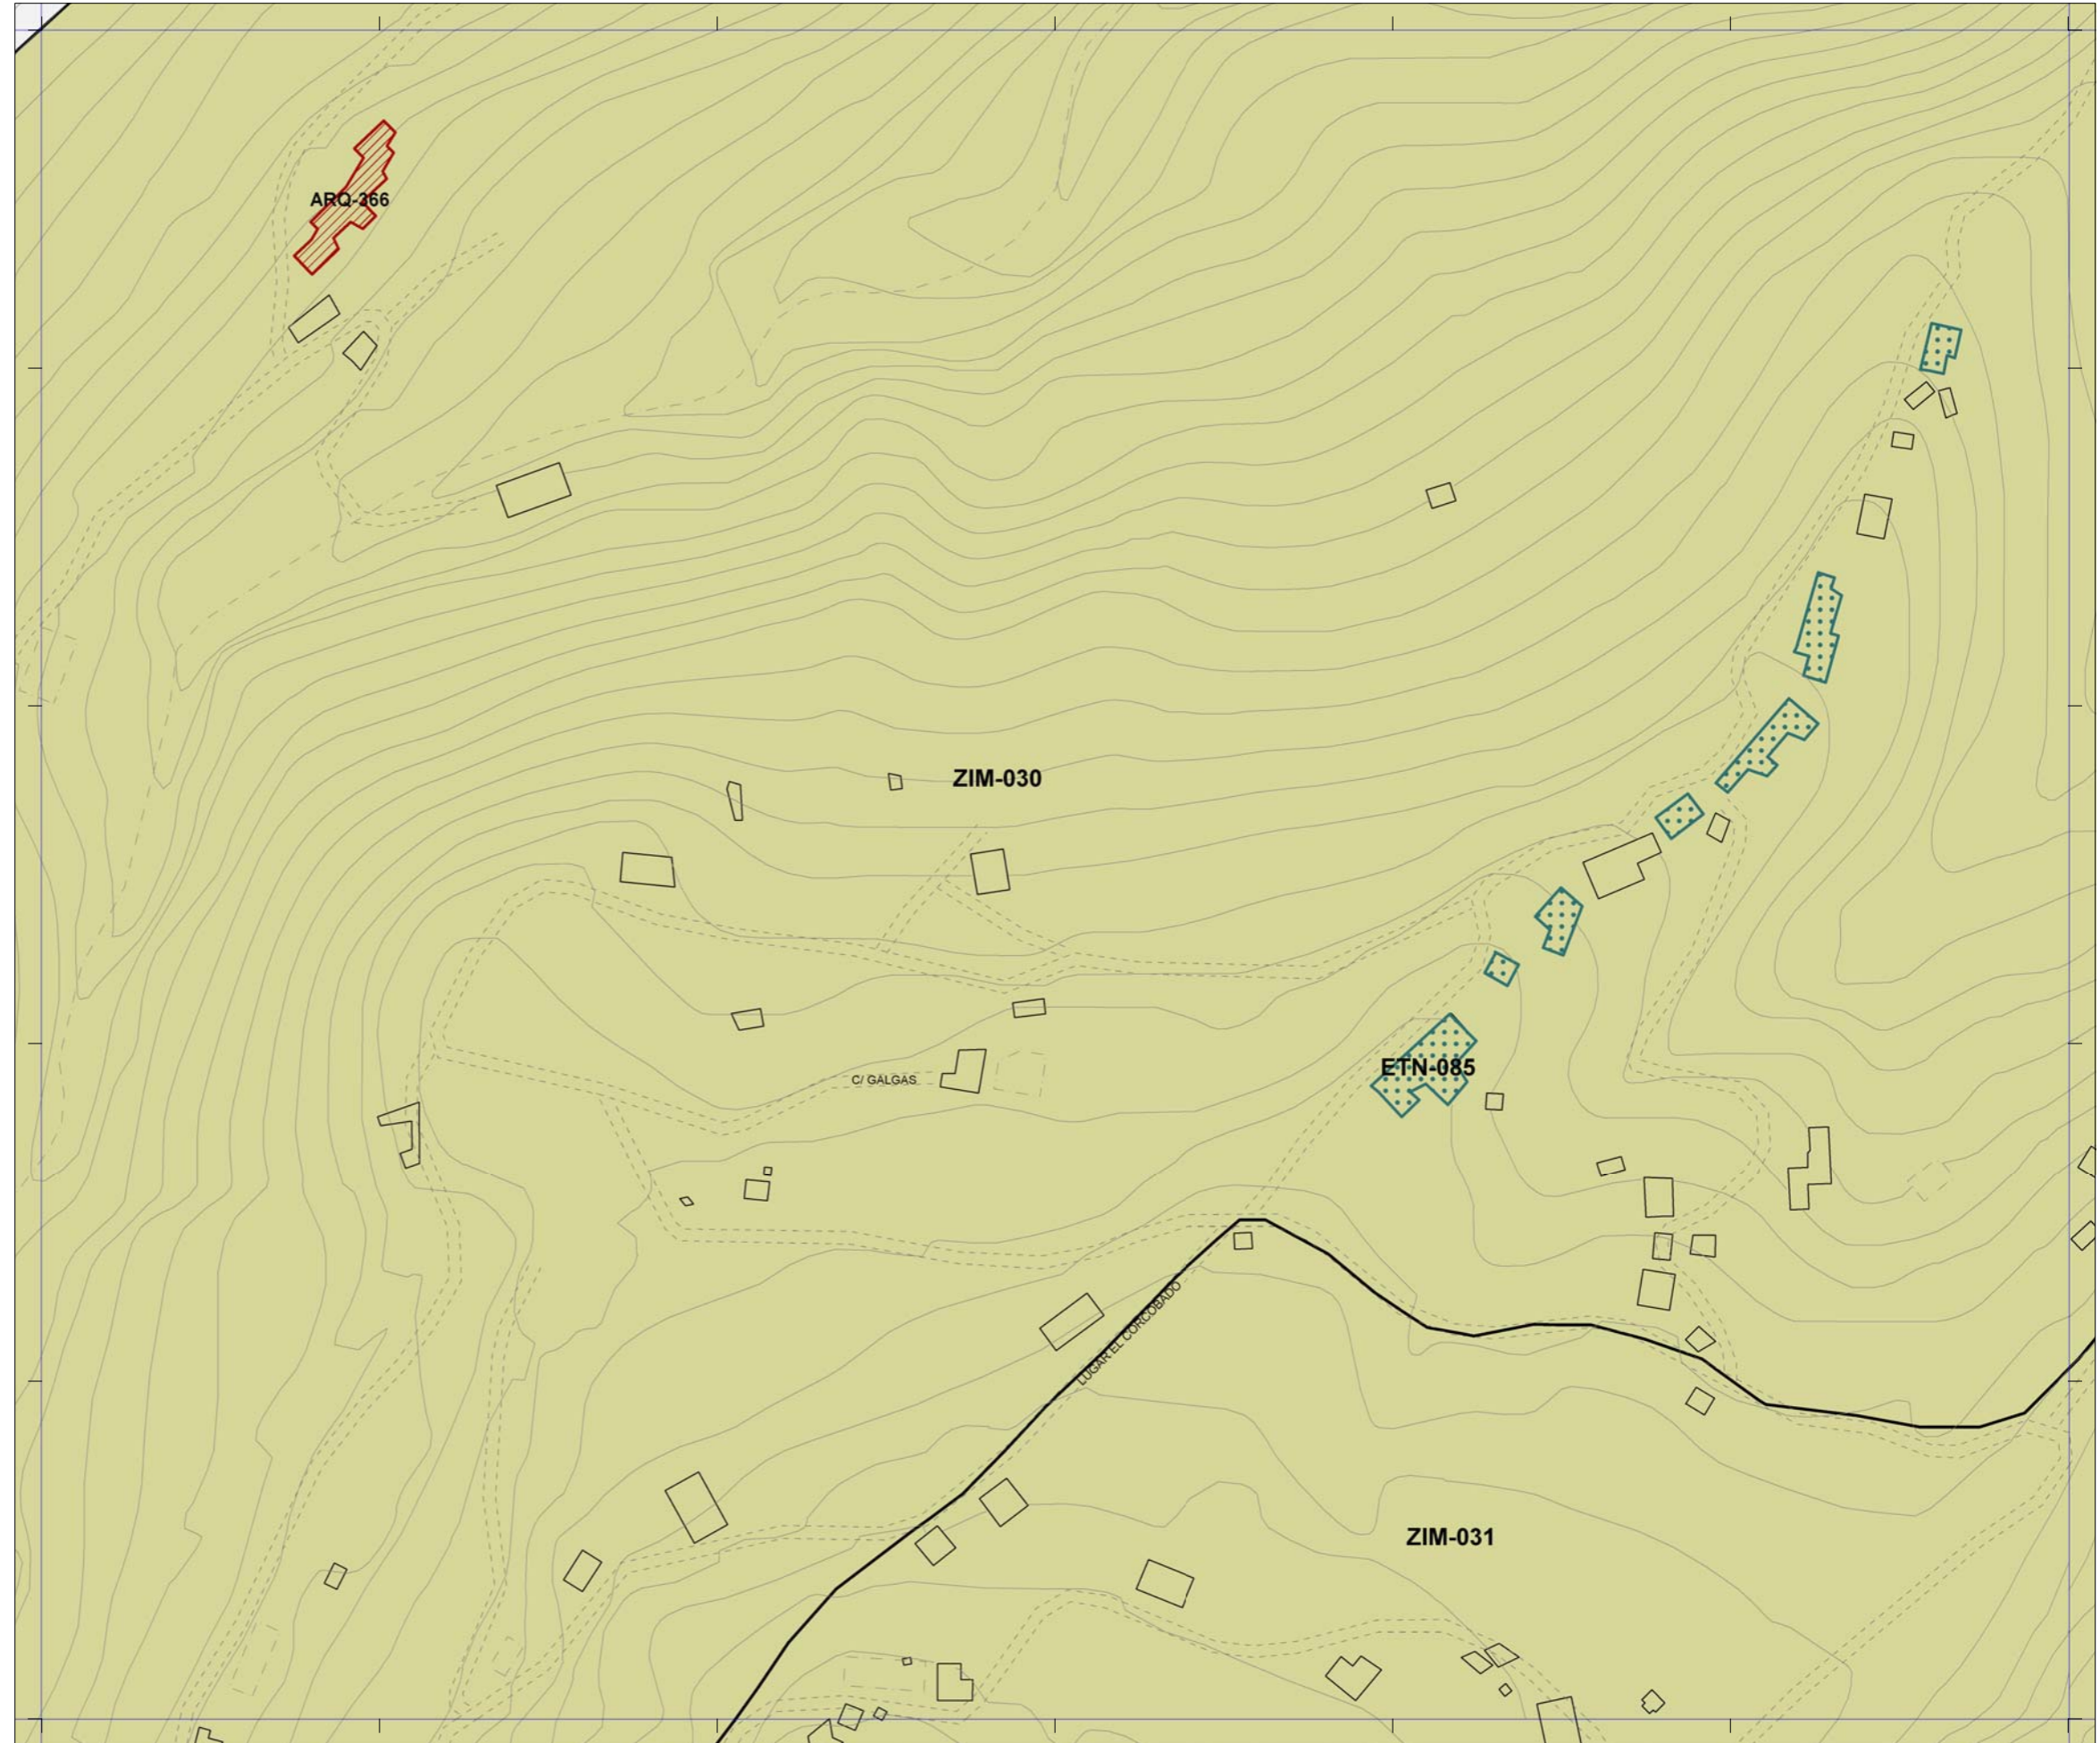 ARQ-366
ZIM-030
ETN-085
C/ GALGAS
LUGAR EL CORCOBADO
ZIM-031